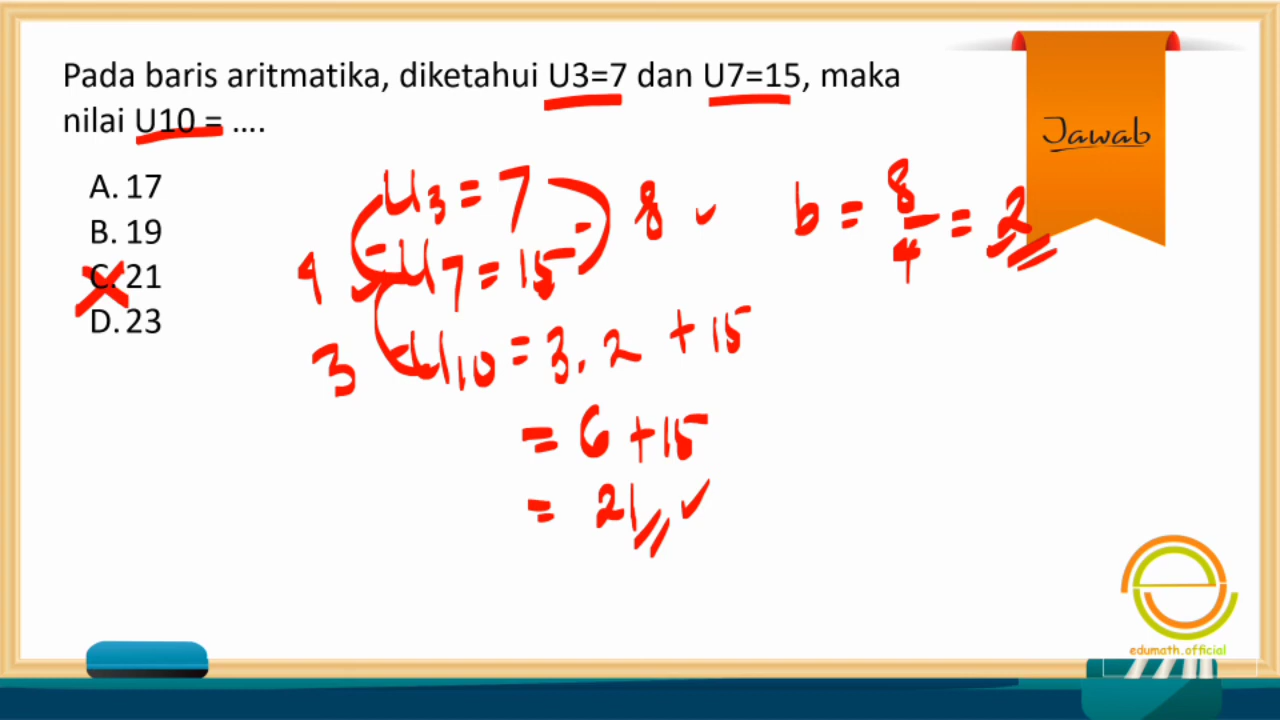 Pada baris aritmatika, diketahui U3=7 dan U7=15, maka
nilai U10 = ....
A. 17
B. 19
C. 21
D. 23
Jawab
U3 = 7
8
b = 8/4 = 2
4
U7 = 15
3
U10 = 3.2 + 15
= 6 + 15
= 21
edumath.official